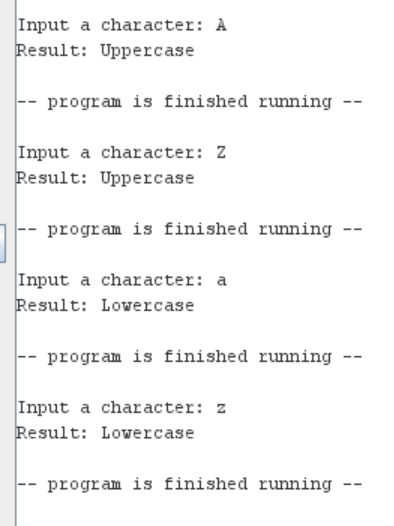 Input a character: A
Result: Uppercase
-- program is finished running --
Input a character: Z
Result: Uppercase
-- program is finished running --
Input a character: a
Result: Lowercase
-- program is finished running --
Input a character: z
Result: Lowercase
-- program is finished running --